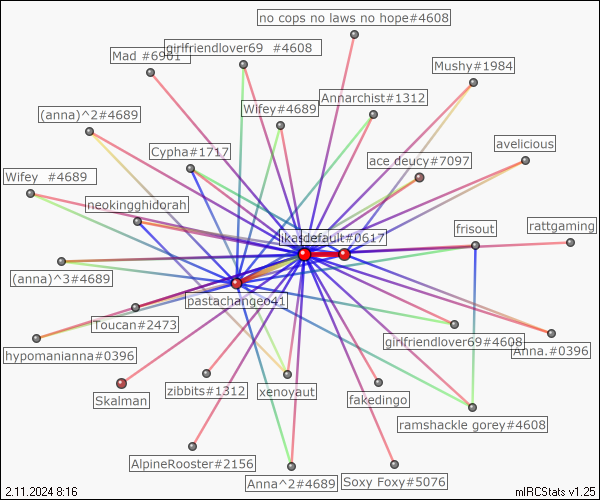 no cops no laws no hope#4608
girlfriendlover69 #4608
Mad #6961
Mushy#1984
Annarchist#1312
Wifey#4689
(anna)^2#4689
avelicious
Cypha#1717
ace deucy#7097
Wifey #4689
neokingghidorah
frisout
rattgaming
ikasdefault#0617
(anna)^3#4689
pastachangeo41
Toucan#2473
girlfriendlover69#4608
Anna.#0396
hypomanianna#0396
zibbits#1312
xenoyaut
Skalman
fakedingo
ramshackle gorey#4608
AlpineRooster#2156
Soxy Foxy#5076
Anna^2#4689
2.11.2024 8:16
mIRCStats v1.25